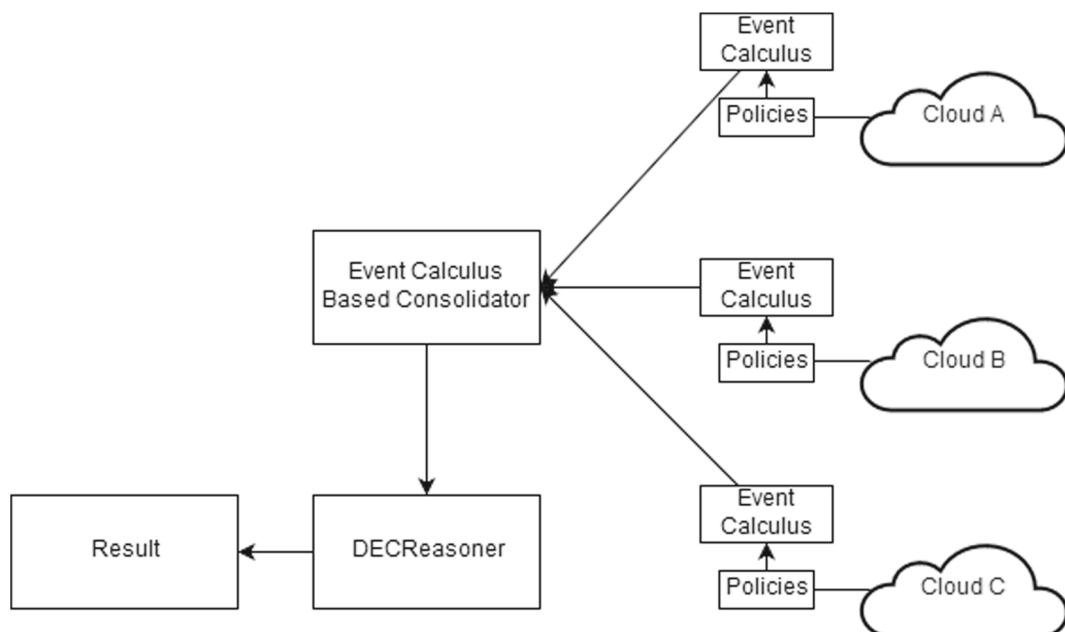 Event
Calculus
Policies
Cloud A
Event Calculus
Based Consolidator
Event
Calculus
Policies
Cloud B
Event
Calculus
Policies
Cloud C
Result
DECReasoner